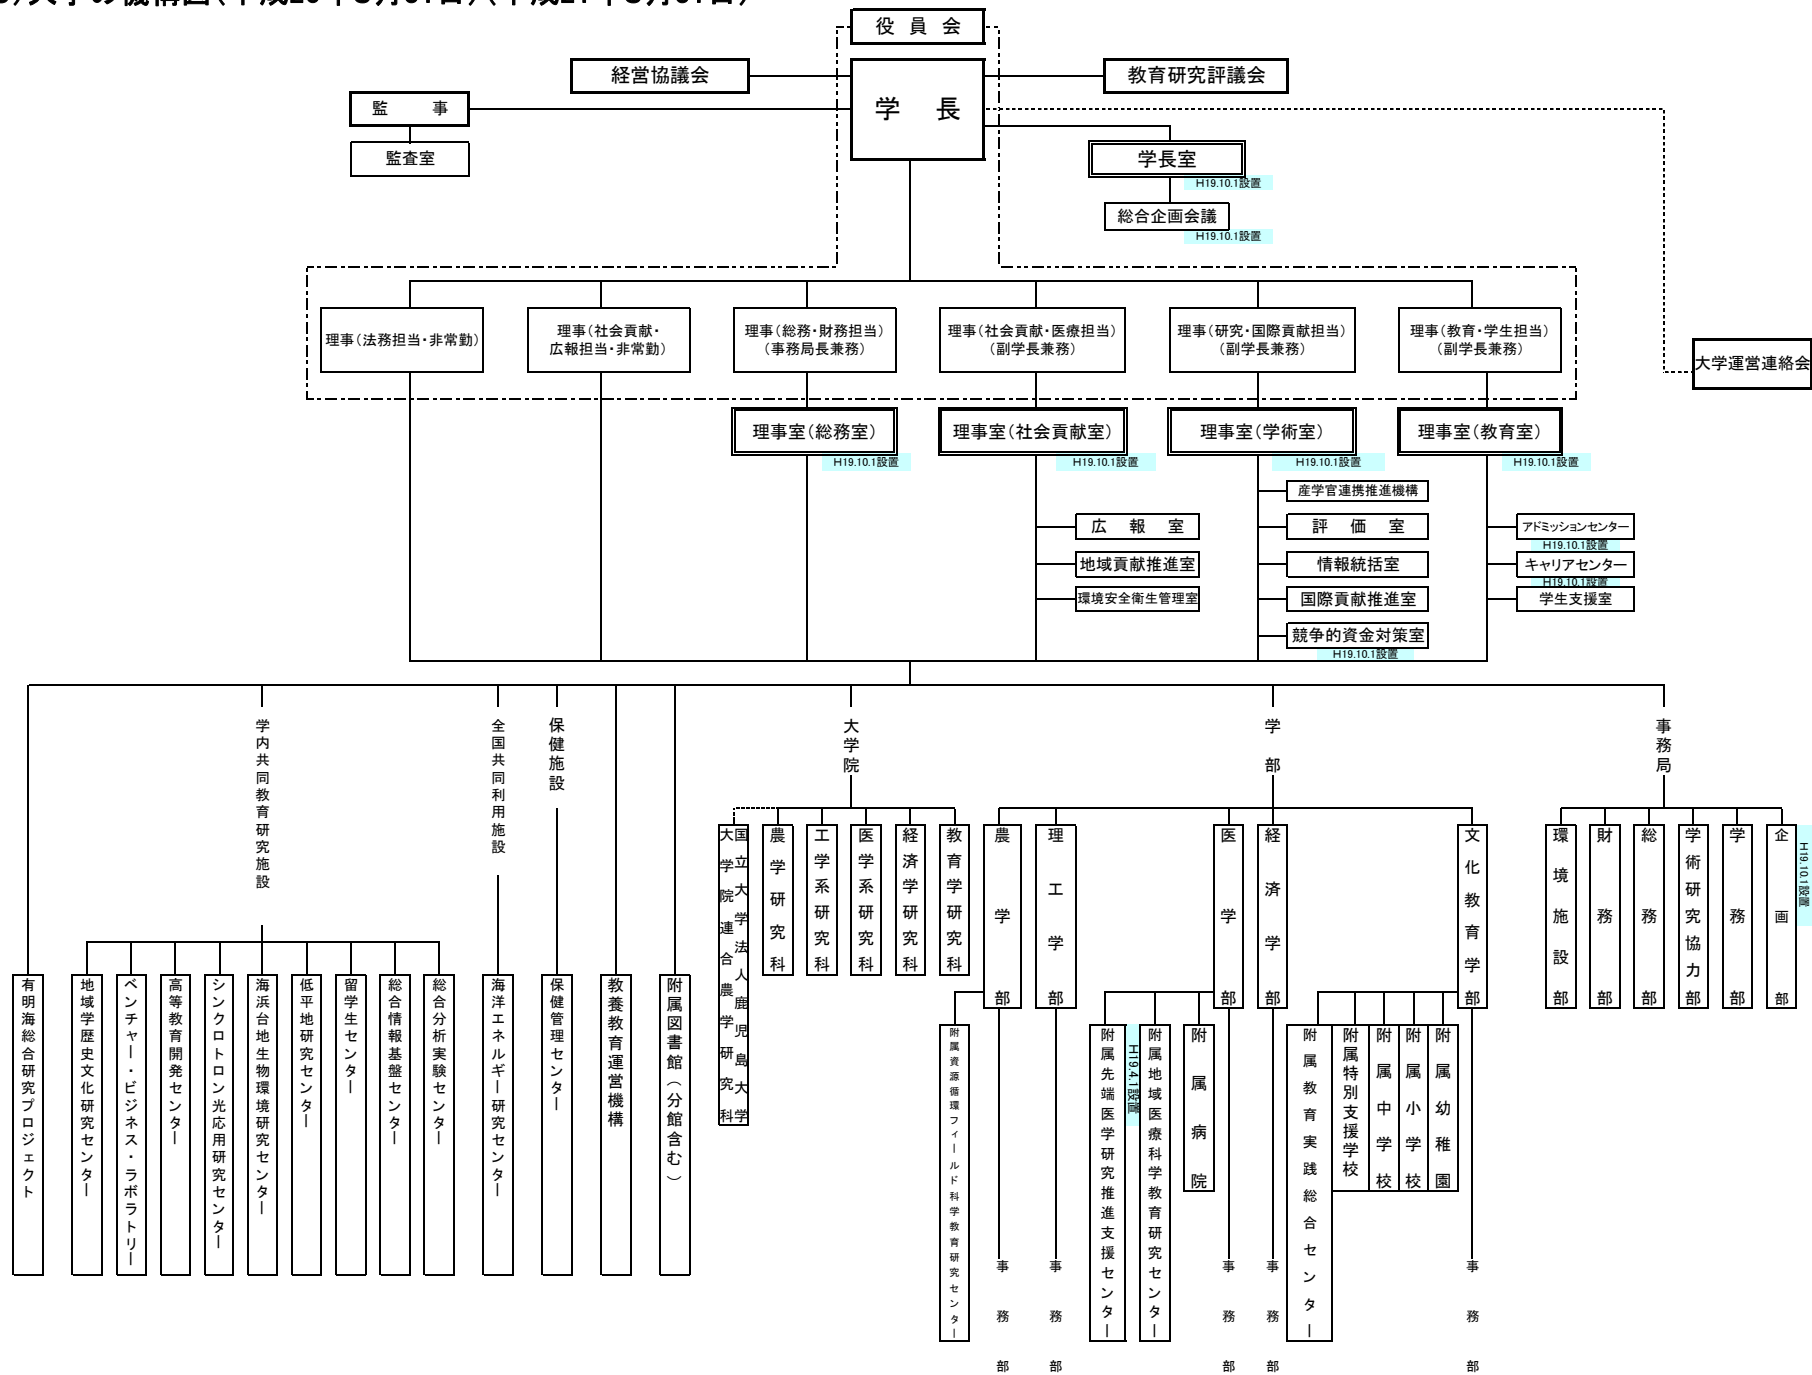 役員会
経営協議会
学長
教育研究評議会
監事
監査室
学長室
H19.10.1設置
総合企画会議
H19.10.1設置
理事(法務担当・非常勤)
理事(社会貢献・
広報担当・非常勤)
理事(総務・財務担当)
(事務局長兼務)
理事(社会貢献・医療担当)
(副学長兼務)
理事(研究・国際貢献担当)
(副学長兼務)
理事(教育・学生担当)
(副学長兼務)
大学運営連絡会
理事室(総務室)
H19.10.1設置
理事室(社会貢献室)
H19.10.1設置
理事室(学術室)
H19.10.1設置
理事室(教育室)
H19.10.1設置
広報室
地域貢献推進室
環境安全衛生管理室
産学官連携推進機構
評価室
情報統括室
国際貢献推進室
競争的資金対策室
H19.10.1設置
アドミッションセンター
H19.10.1設置
キャリアセンター
H19.10.1設置
学生支援室
学内共同教育研究施設
全国共同利用施設
保健施設
大学院
学部
事務局
有明海総合研究プロジェクト
地域学歴史文化研究センター
ベンチャー・ビジネス・ラボラトリー
高等教育開発センター
シンクロトロン光応用研究センター
海浜台地生物環境研究センター
低平地研究センター
留学生センター
総合情報基盤センター
総合分析実験センター
海洋エネルギー研究センター
保健管理センター
教養教育運営機構
附属図書館(分館含む)
国立大学法人鹿児島大学
大学院連合農学研究科
農学研究科
工学系研究科
医学系研究科
経済学研究科
教育学研究科
農学部
理工学部
医学部
経済学部
文化教育学部
環境施設部
財務部
総務部
学術研究協力部
学務部
企画部
H19.10.1設置
附属資源循環フィールド科学教育研究センター
事務部
事務部
附属先端医学研究推進支援センター
H19.4.1設置
附属地域医療科学教育研究センター
附属病院
事務部
事務部
附属教育実践総合センター
附属特別支援学校
附属中学校
附属小学校
附属幼稚園
事務部